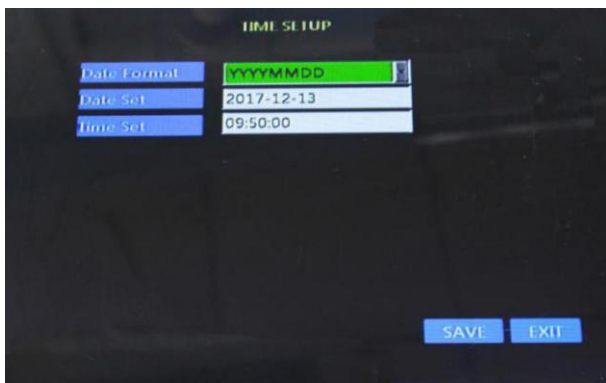 TIME SETUP
Date Format YYYYMMDD
Date Set 2017-12-13
Time Set 09:50:00
SAVE EXIT